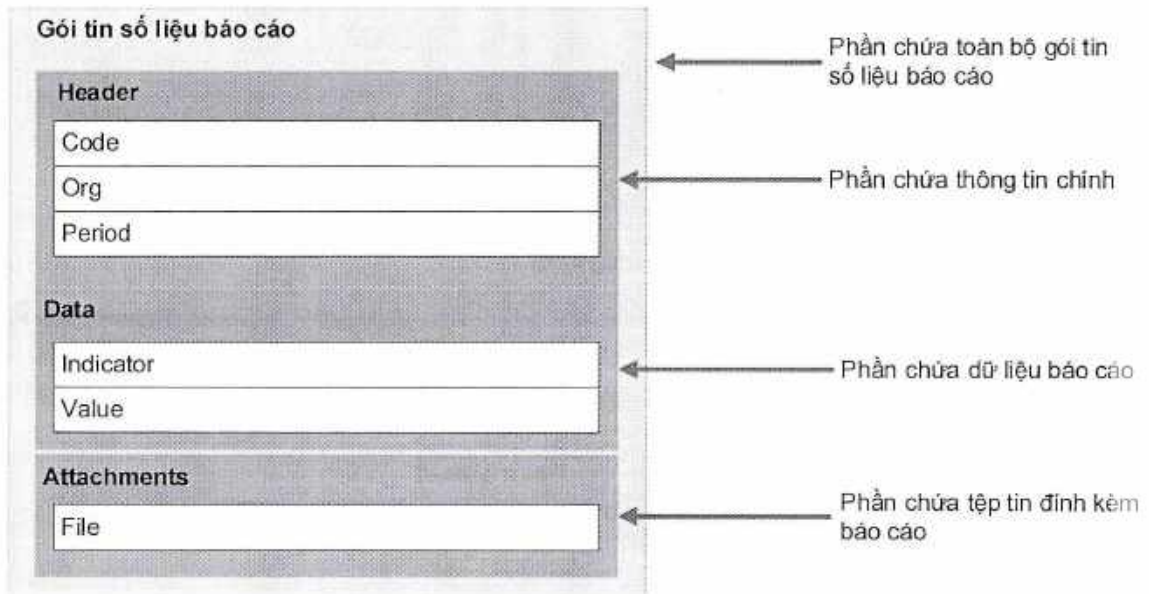 Gói tin số liệu báo cáo
Phần chứa toàn bộ gói tin
số liệu báo cáo
Header
Code
Org
Period
Phần chứa thông tin chính
Data
Indicator
Value
Phần chứa dữ liệu báo cáo
Attachments
File
Phần chứa tệp tin đính kèm
báo cáo